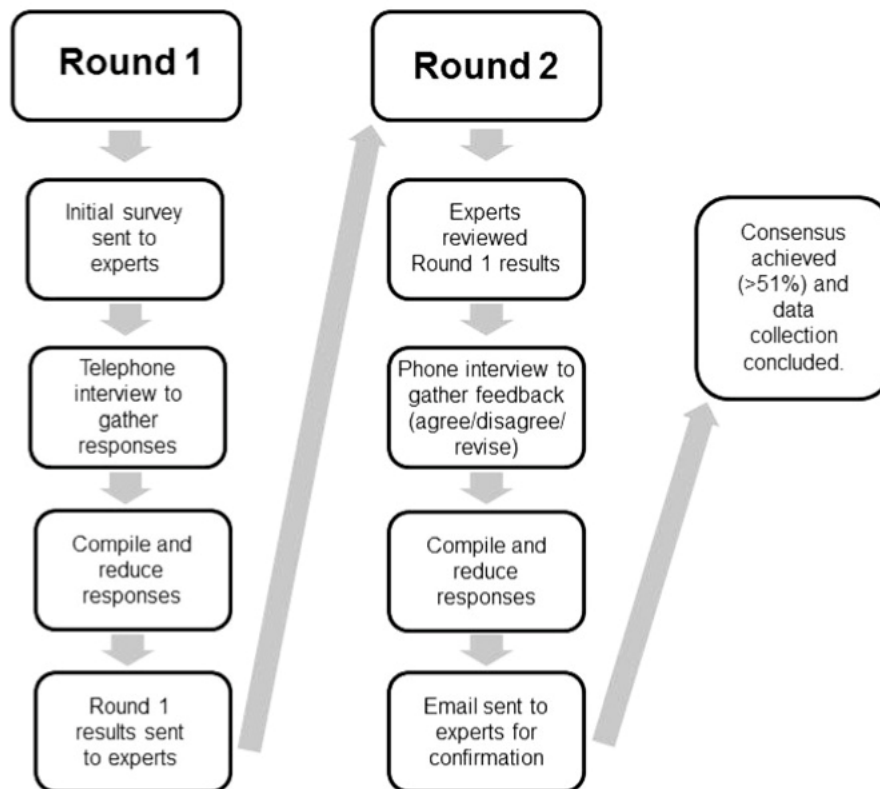 Round 1
Initial survey
sent to
experts
Telephone
interview to
gather
responses
Compile and
reduce
responses
Round 1
results sent
to experts
Round 2
Experts
reviewed
Round 1 results
Phone interview to
gather feedback
(agree/disagree/
revise)
Compile and
reduce
responses
Email sent to
experts for
confirmation
Consensus
achieved
(>51%) and
data
collection
concluded.